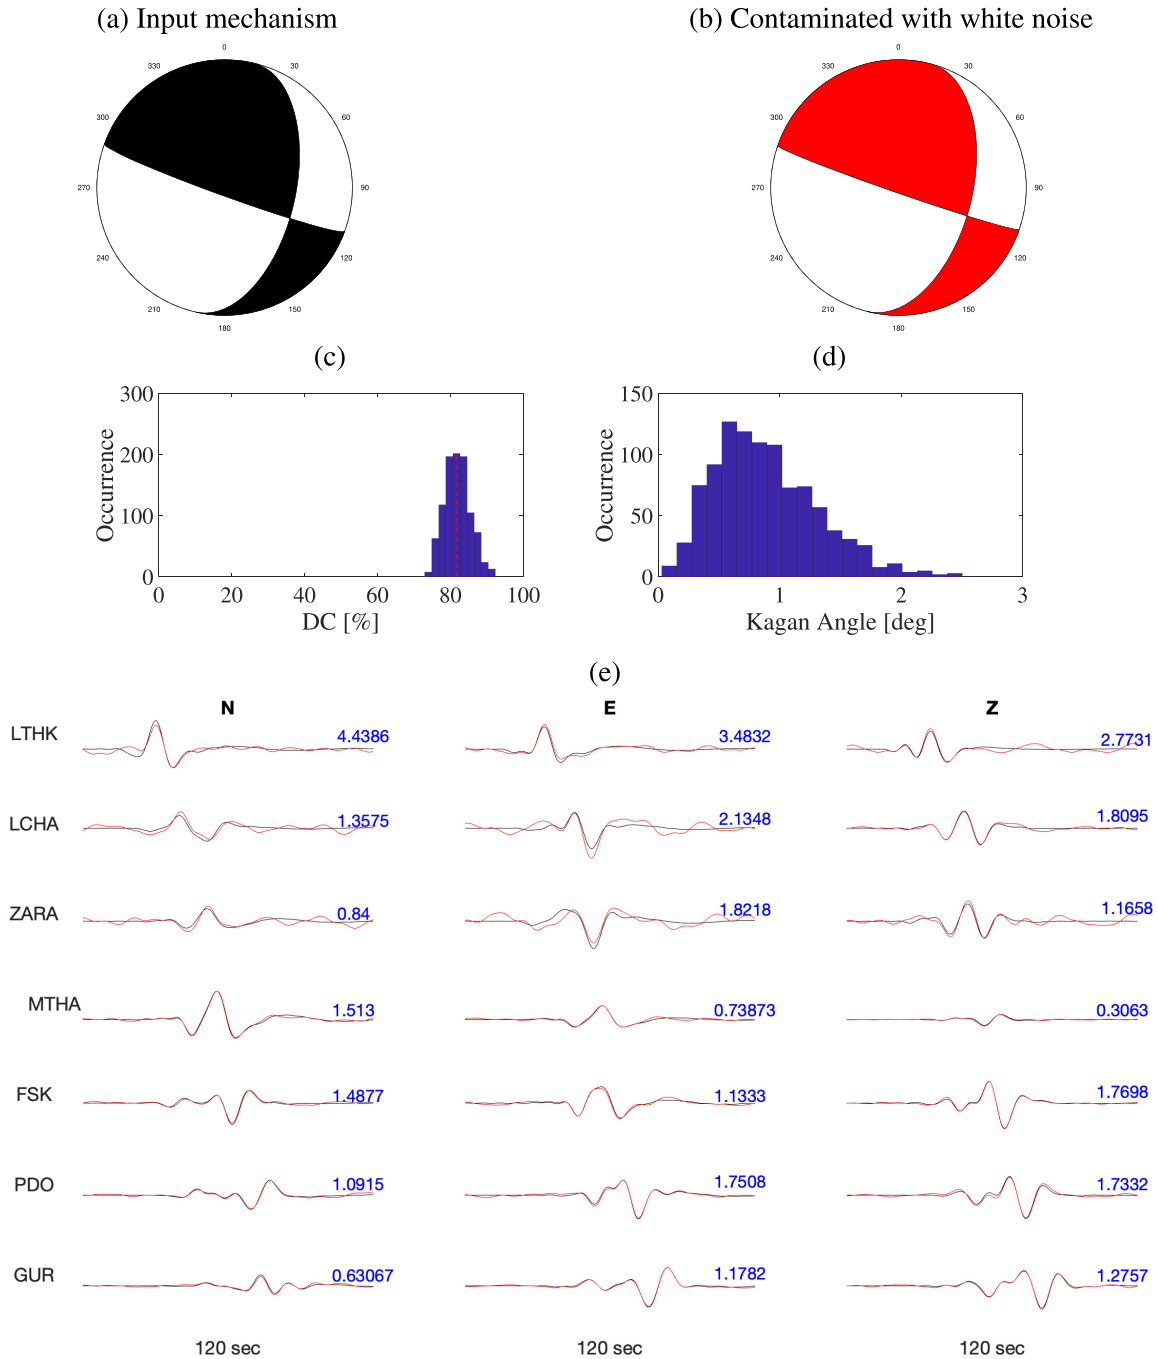 (a) Input mechanism
(b) Contaminated with white noise
0
330
30
300
60
270
90
240
120
210
150
180
0
330
30
300
60
270
90
240
120
210
150
180
(c)
(d)
300
200
100
0
Occurrence
0 20 40 60 80 100
DC [%]
150
100
50
0
Occurrence
0 1 2 3
Kagan Angle [deg]
(e)
N E Z
LTHK 4.4386 3.4832 2.7731
LCHA 1.3575 2.1348 1.8095
ZARA 0.84 1.8218 1.1658
MTHA 1.513 0.73873 0.3063
FSK 1.4877 1.1333 1.7698
PDO 1.0915 1.7508 1.7332
GUR 0.63067 1.1782 1.2757
120 sec 120 sec 120 sec